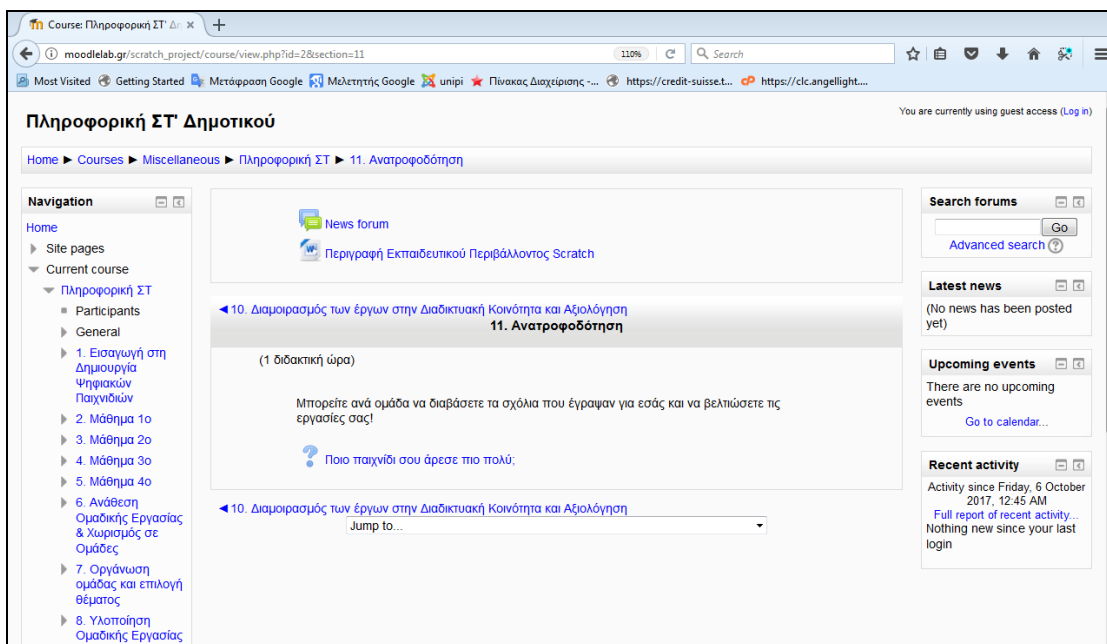 Course: Πληροφορική ΣΤ' Δη
moodlelab.gr/scratch_project/course/view.php?id=2&section=11
110%
Search
Most Visited Getting Started Μετάφραση Google Μελετητής Google unipi Πίνακας Διαχείρισης -... https://credit-suisse.t... https://clc.angellight....
Πληροφορική ΣΤ' Δημοτικού
You are currently using guest access (Log in)
Home ► Courses ► Miscellaneous ► Πληροφορική ΣΤ ► 11. Ανατροφοδότηση
Navigation
Home
Site pages
Current course
Πληροφορική ΣΤ
Participants
General
1. Εισαγωγή στη
Δημιουργία
Ψηφιακών
Παιχνιδιών
2. Μάθημα 1ο
3. Μάθημα 2ο
4. Μάθημα 3ο
5. Μάθημα 4ο
6. Ανάθεση
Ομαδικής Εργασίας
& Χωρισμός σε
Ομάδες
7. Οργάνωση
ομάδας και επιλογή
θέματος
8. Υλοποίηση
Ομαδικής Εργασίας
News forum
Περιγραφή Εκπαιδευτικού Περιβάλλοντος Scratch
◄ 10. Διαμοιρασμός των έργων στην Διαδικτυακή Κοινότητα και Αξιολόγηση
11. Ανατροφοδότηση
(1 διδακτική ώρα)
Μπορείτε ανά ομάδα να διαβάσετε τα σχόλια που έγραψαν για εσάς και να βελτιώσετε τις
εργασίες σας!
Ποιο παιχνίδι σου άρεσε πιο πολύ;
◄ 10. Διαμοιρασμός των έργων στην Διαδικτυακή Κοινότητα και Αξιολόγηση
Jump to...
Search forums
Go
Advanced search
Latest news
(No news has been posted
yet)
Upcoming events
There are no upcoming
events
Go to calendar...
Recent activity
Activity since Friday, 6 October
2017, 12:45 AM
Full report of recent activity...
Nothing new since your last
login